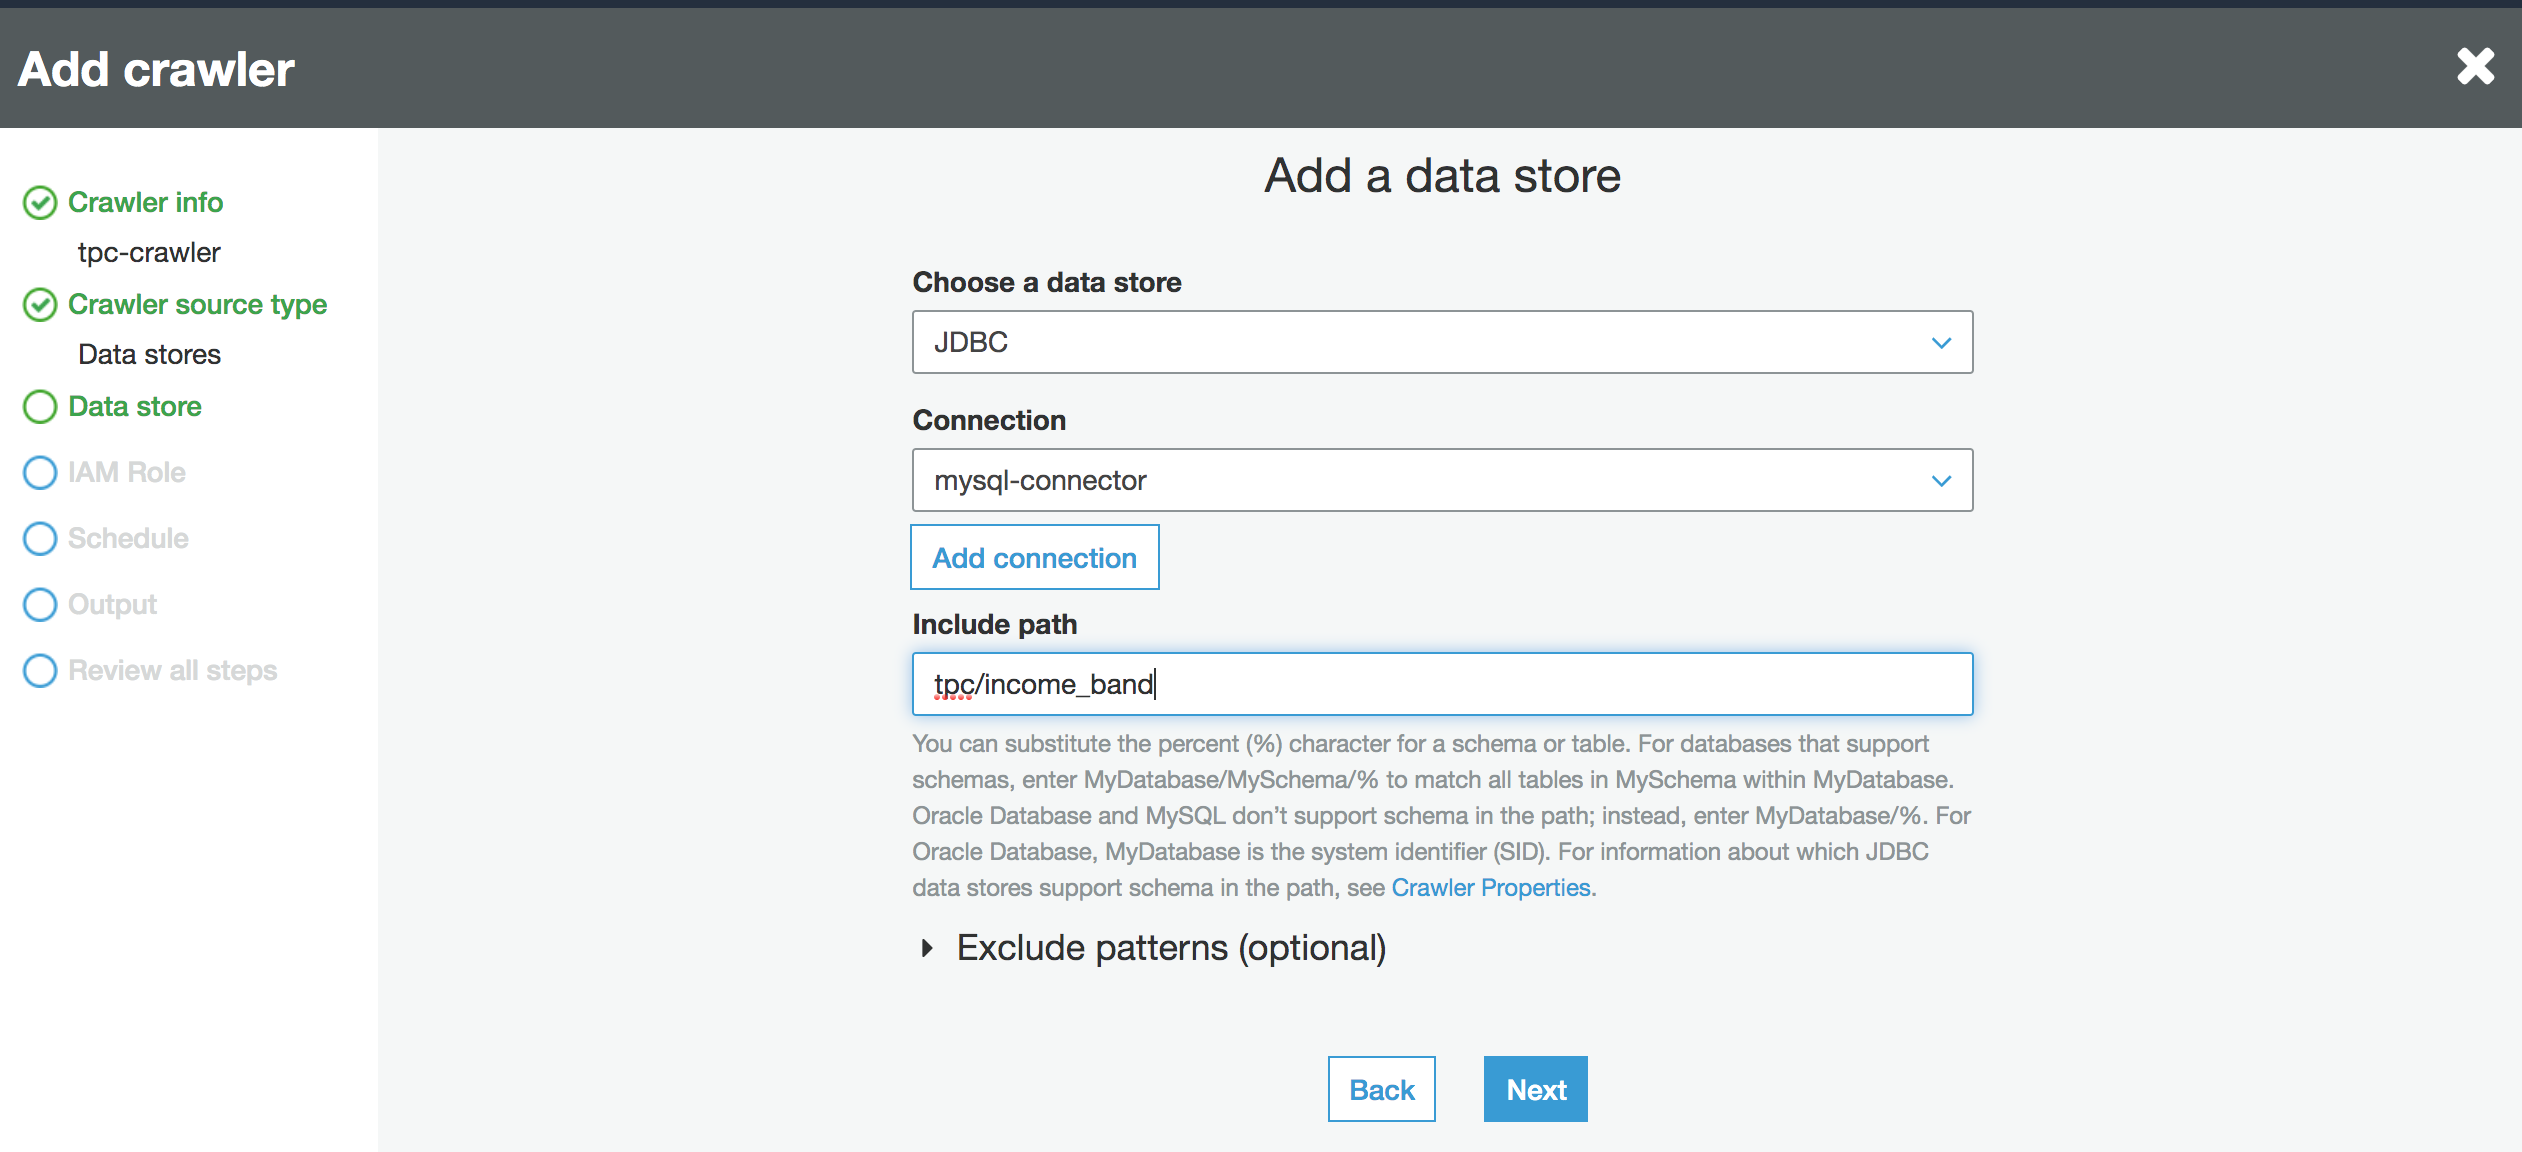 Add crawler
Crawler info
tpc-crawler
Crawler source type
Data stores
Data store
IAM Role
Schedule
Output
Review all steps
Add a data store
Choose a data store
JDBC
Connection
mysql-connector
Add connection
Include path
tpc/income_band
You can substitute the percent (%) character for a schema or table. For databases that support
schemas, enter MyDatabase/MySchema/% to match all tables in MySchema within MyDatabase.
Oracle Database and MySQL don’t support schema in the path; instead, enter MyDatabase/%. For
Oracle Database, MyDatabase is the system identifier (SID). For information about which JDBC
data stores support schema in the path, see Crawler Properties.
Exclude patterns (optional)
Back
Next